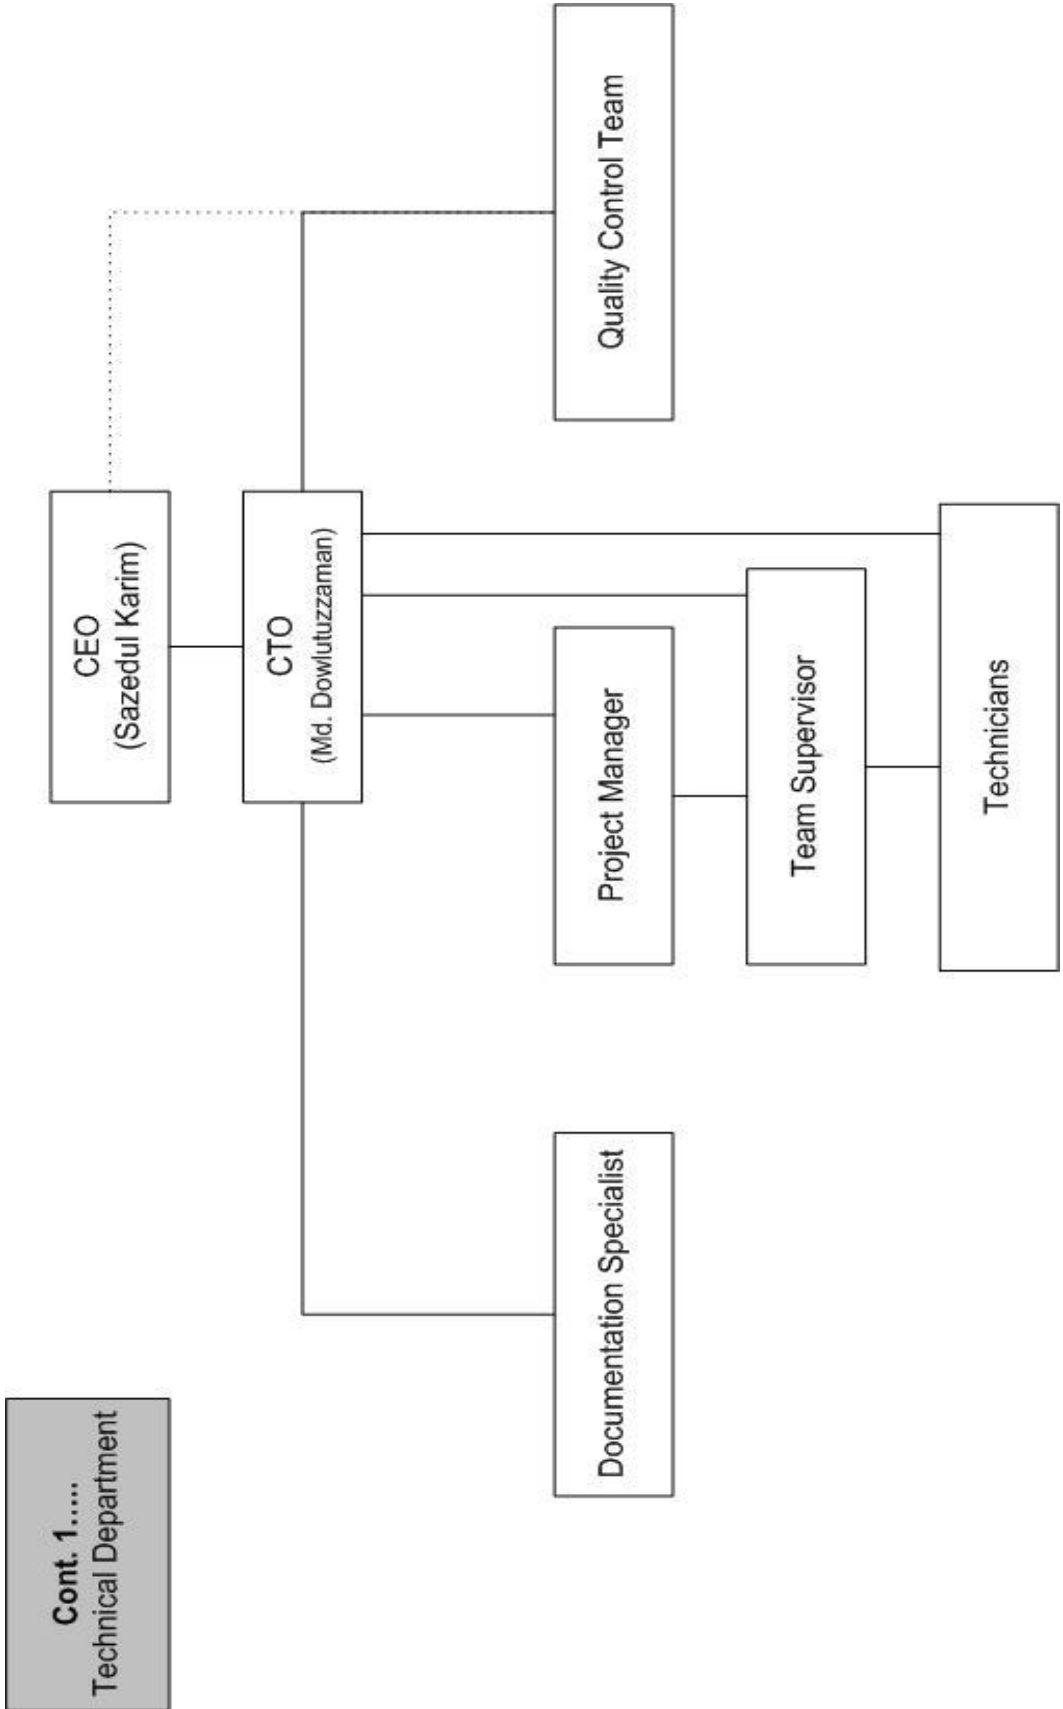 Cont. 1.....
Technical Department
CEO
(Sazedul Karim)
CTO
(Md. Dowlutuzzaman)
Documentation Specialist
Project Manager
Quality Control Team
Team Supervisor
Technicians